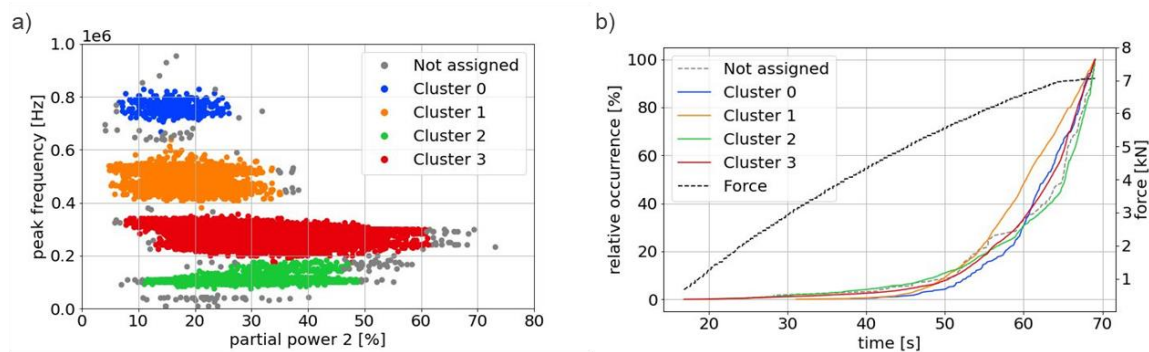 a)
1e6
1.0
0.8
0.6
0.4
0.2
0.0
peak frequency [Hz]
0 10 20 30 40 50 60 70 80
partial power 2 [%]
Not assigned
Cluster 0
Cluster 1
Cluster 2
Cluster 3
b)
100
80
60
40
20
0
relative occurrence [%]
20 30 40 50 60 70
time [s]
8
7
6
5
4
3
2
1
force [kN]
Not assigned
Cluster 0
Cluster 1
Cluster 2
Cluster 3
Force